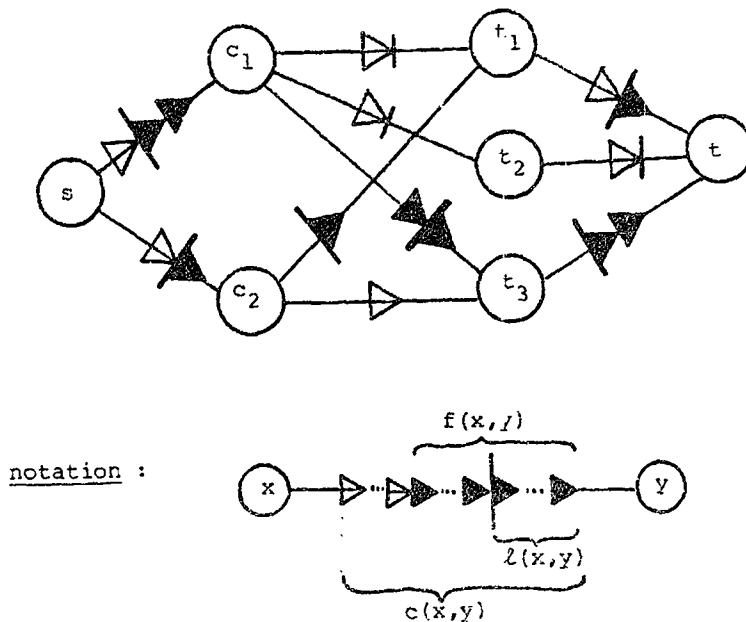 c1
t1
t2
t
s
c2
t3
f(x,y)
notation :
x
y
ℓ(x,y)
c(x,y)